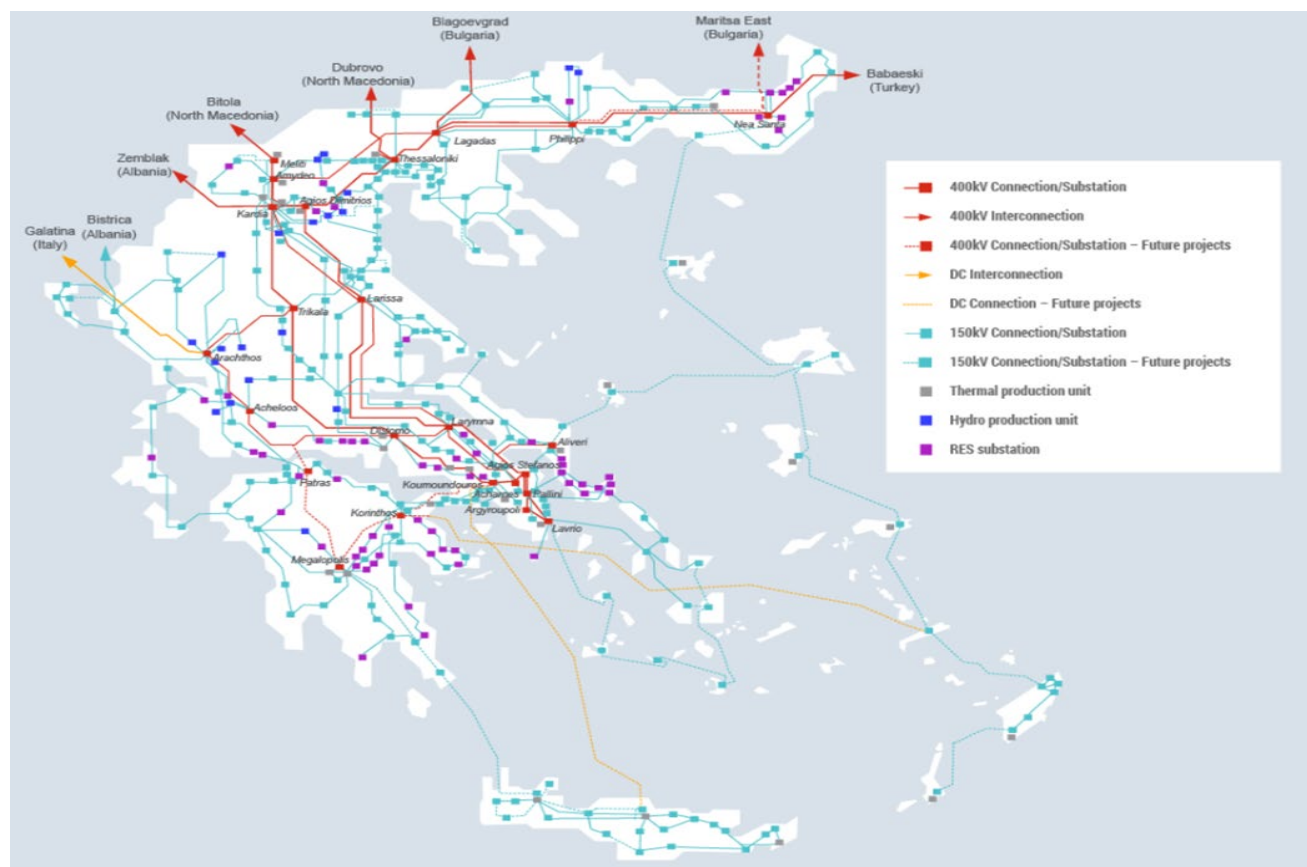 Blagoevgrad
(Bulgaria)
Maritsa East
(Bulgaria)
Dubrovo
(North Macedonia)
Babaeski
(Turkey)
Bitola
(North Macedonia)
Zemblak
(Albania)
Bistrica
(Albania)
Galatina
(Italy)
Lagadas
Philippi
Nea Santa
Thessaloniki
Meliti
Amydeo
Kardia
Agios Dimitrios
Larissa
Trikala
Arachthos
Acheloos
Larymna
Distomo
Aliveri
Agios Stefanos
Patras
Koumoundouros
Acharnes
Pallini
Argyroupoli
Korinthos
Lavrio
Megalopolis
400kV Connection/Substation
400kV Interconnection
400kV Connection/Substation – Future projects
DC Interconnection
DC Connection – Future projects
150kV Connection/Substation
150kV Connection/Substation – Future projects
Thermal production unit
Hydro production unit
RES substation